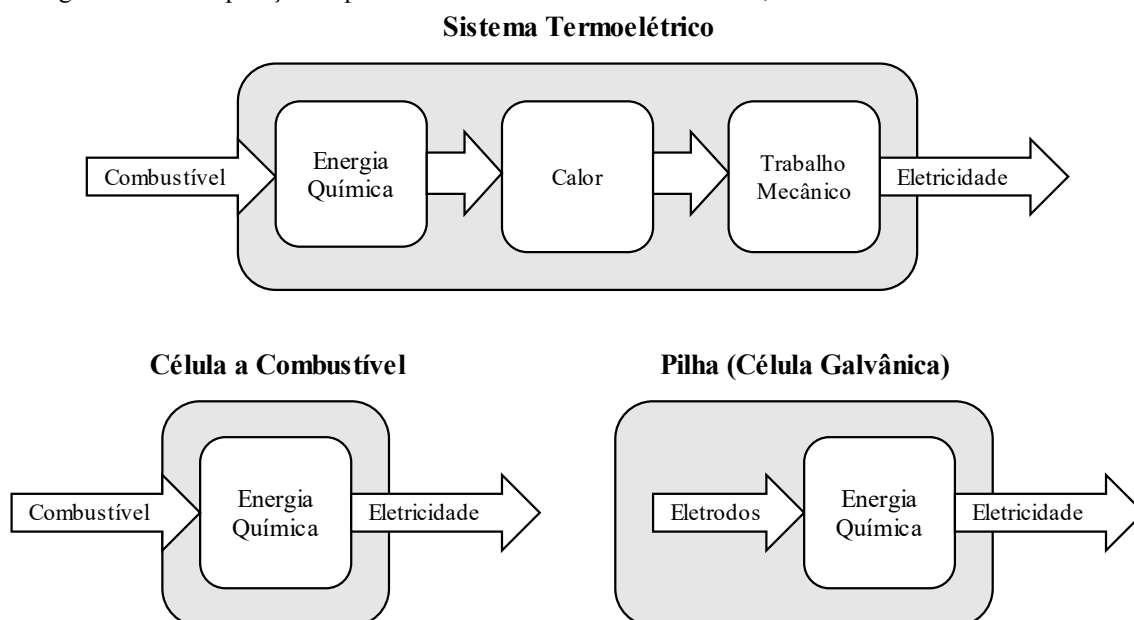 Sistema Termoelétrico
Combustível
Energia
Química
Calor
Trabalho
Mecânico
Eletricidade
Célula a Combustível
Pilha (Célula Galvânica)
Combustível
Energia
Química
Eletricidade
Eletrodos
Energia
Química
Eletricidade